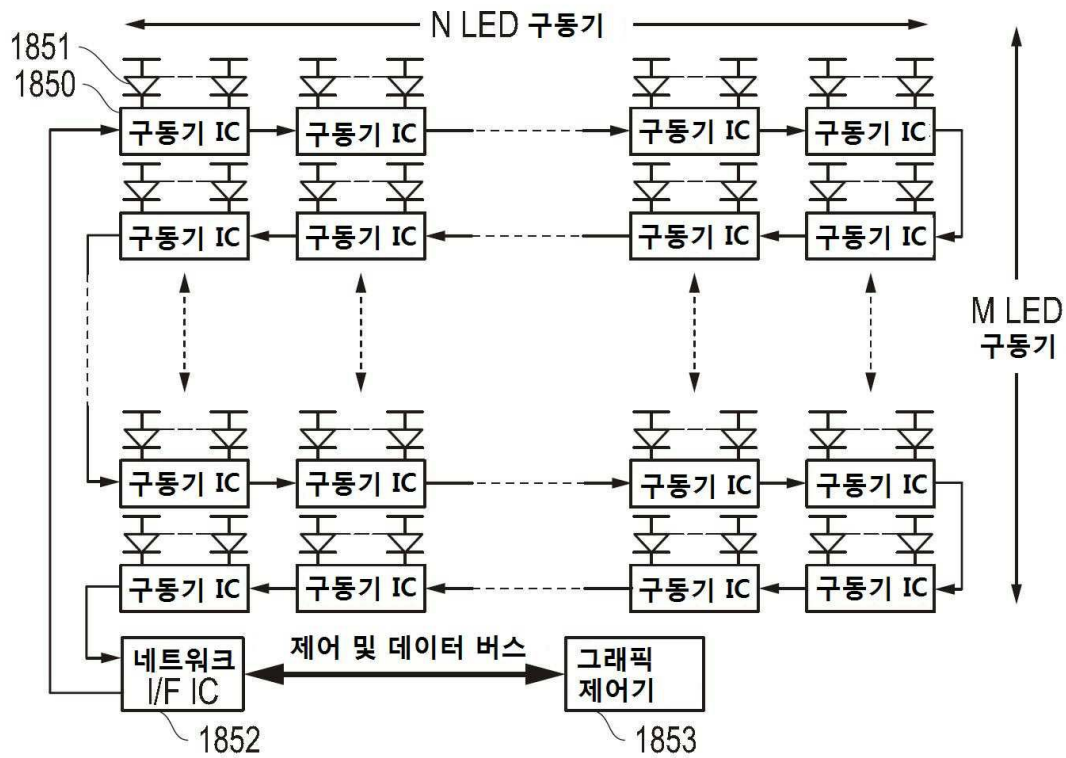 N LED 구동기
1851
1850
구동기 IC 구동기 IC 구동기 IC 구동기 IC
구동기 IC 구동기 IC 구동기 IC 구동기 IC
M LED
구동기
구동기 IC 구동기 IC 구동기 IC 구동기 IC
구동기 IC 구동기 IC 구동기 IC 구동기 IC
네트워크
I/F IC
제어 및 데이터 버스
그래픽
제어기
1852
1853